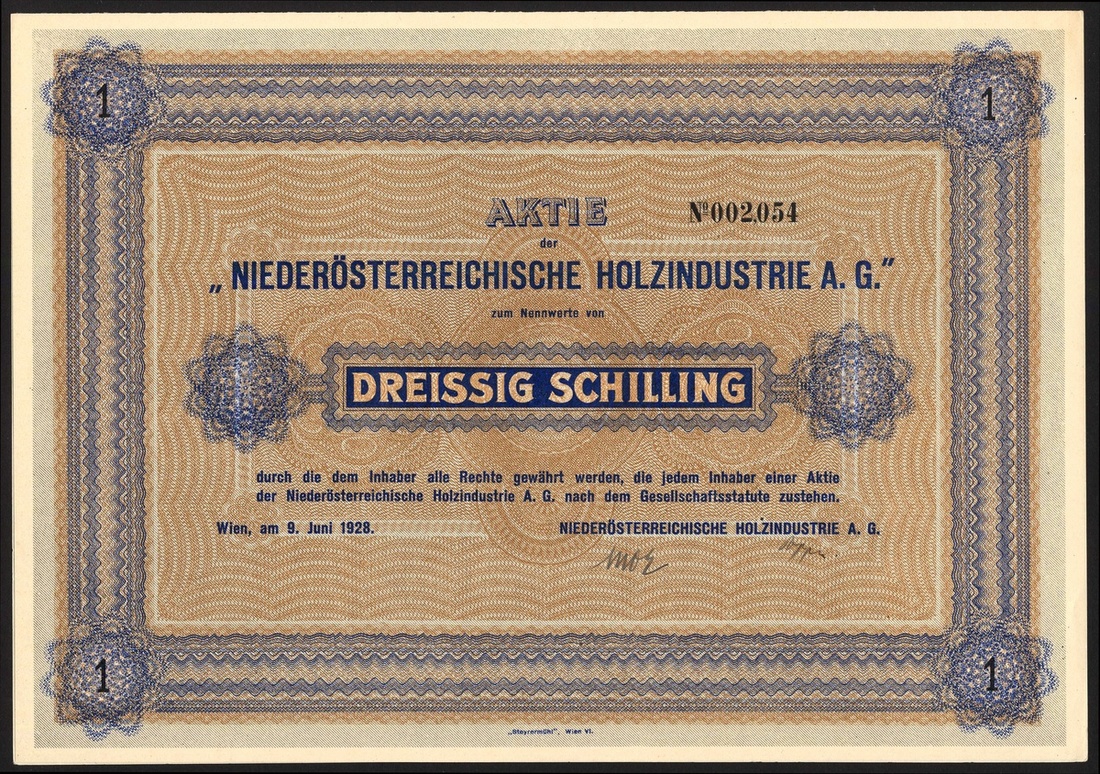 1
1
AKTIE
Nº002,054
der
„NIEDERÖSTERREICHISCHE HOLZINDUSTRIE A. G."
zum Nennwerte von
DREISSIG SCHILLING
durch die dem Inhaber alle Rechte gewährt werden, die jedem Inhaber einer Aktie
der Niederösterreichische Holzindustrie A. G. nach dem Gesellschaftsstatute zustehen.
Wien, am 9. Juni 1928.
NIEDERÖSTERREICHISCHE HOLZINDUSTRIE A. G.
1
1
„Steyrermühl", Wien VI.